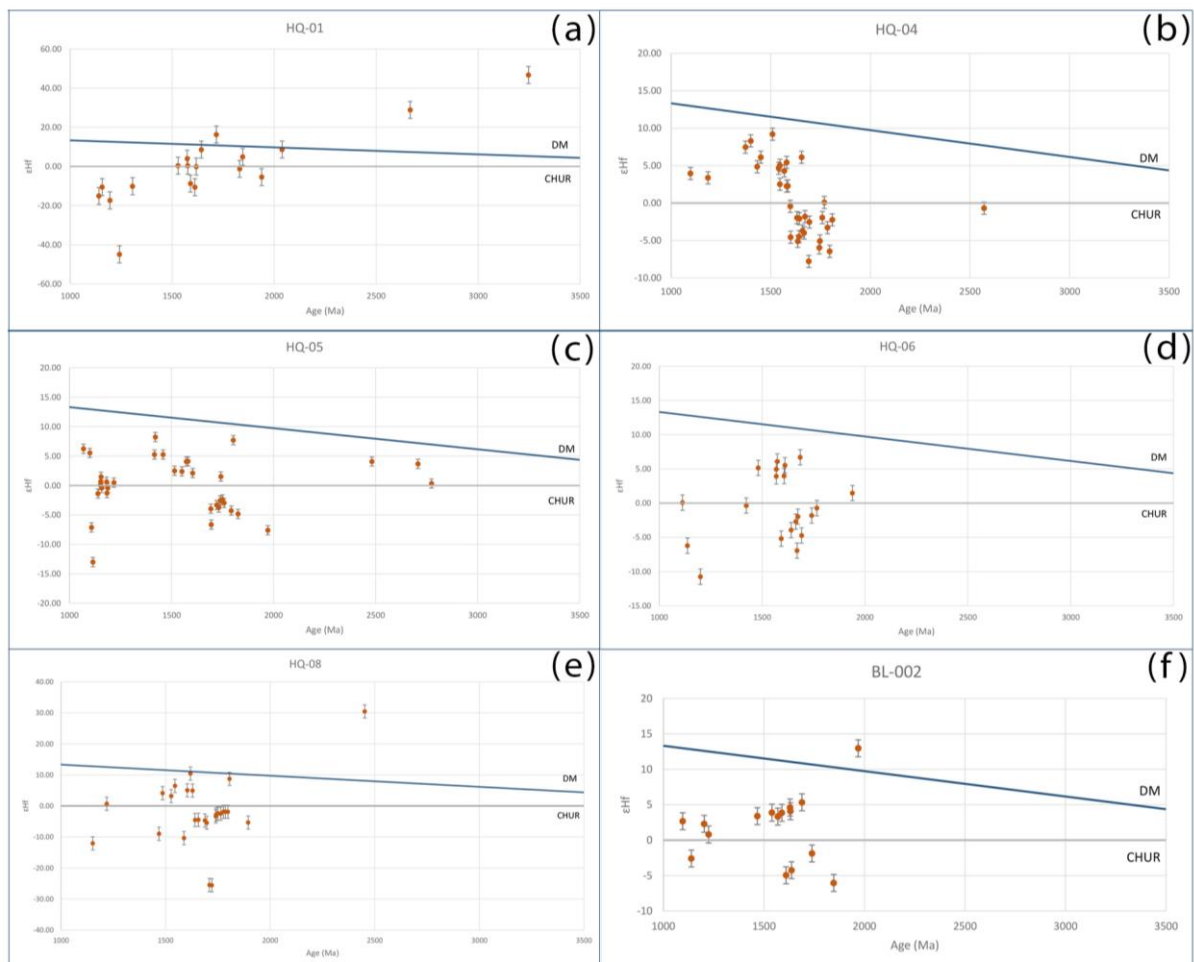 HQ-01
(a)
60.00
40.00
20.00
0.00
-20.00
-40.00
-60.00
εHf
DM
CHUR
1000 1500 2000 2500 3000 3500
Age (Ma)
HQ-04
(b)
20.00
15.00
10.00
5.00
0.00
-5.00
-10.00
εHf
DM
CHUR
1000 1500 2000 2500 3000 3500
Age (Ma)
HQ-05
(c)
20.00
15.00
10.00
5.00
0.00
-5.00
-10.00
-15.00
-20.00
εHf
DM
CHUR
1000 1500 2000 2500 3000 3500
Age (Ma)
HQ-06
(d)
20.00
15.00
10.00
5.00
0.00
-5.00
-10.00
-15.00
εHf
DM
CHUR
1000 1500 2000 2500 3000 3500
Age (Ma)
HQ-08
(e)
40.00
30.00
20.00
10.00
0.00
-10.00
-20.00
-30.00
-40.00
εHf
DM
CHUR
1000 1500 2000 2500 3000 3500
Age (Ma)
BL-002
(f)
20
15
10
5
0
-5
-10
εHf
DM
CHUR
1000 1500 2000 2500 3000 3500
Age (Ma)